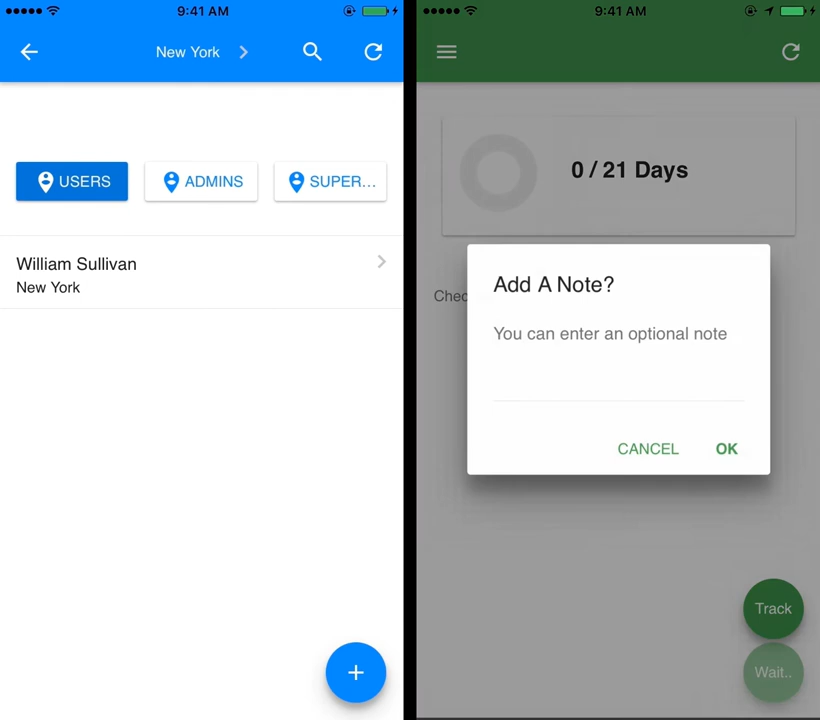 9:41 AM
New York
USERS
ADMINS
SUPER...
William Sullivan
New York
9:41 AM
0 / 21 Days
Chec
Add A Note?
You can enter an optional note
CANCEL
OK
Track
Wait..